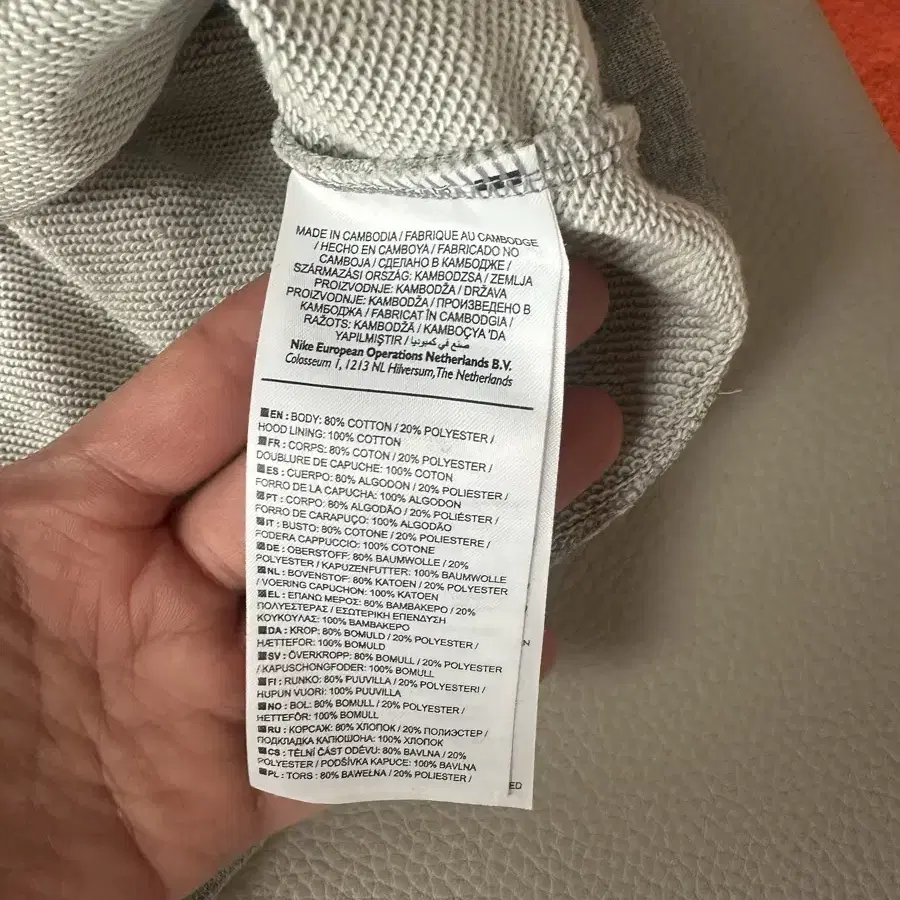 MADE IN CAMBODIA / FABRIQUE AU CAMBODGE
/ HECHO EN CAMBOYA / FABRICADO NO
CAMBOJA / СДЕЛАНО В КАМБОДЖЕ /
SZÁRMAZÁSI ORSZÁG: KAMBODZSA / ZEMLJA
PROIZVODNJE: KAMBODŽA / DRŽAVA
PROIZVODNJE: KAMBODŽA / ПРОИЗВЕДЕНО В
КАМБОДЖА / FABRICAT ÎN CAMBODGIA /
RAŽOTS: KAMBODŽĀ / KAMBOÇYA 'DA
YAPILMIŞTIR / صنع في كمبوديا
Nike European Operations Netherlands B.V.
Colosseum 1, 1213 NL Hilversum, The Netherlands
EN : BODY: 80% COTTON / 20% POLYESTER /
HOOD LINING: 100% COTTON
FR : CORPS: 80% COTON / 20% POLYESTER /
DOUBLURE DE CAPUCHE: 100% COTON
ES : CUERPO: 80% ALGODON / 20% POLIESTER /
FORRO DE LA CAPUCHA: 100% ALGODON
PT : CORPO: 80% ALGODÃO / 20% POLIÉSTER /
FORRO DE CARAPUÇO: 100% ALGODÃO
IT : BUSTO: 80% COTONE / 20% POLIESTERE /
FODERA CAPPUCCIO: 100% COTONE
DE : OBERSTOFF: 80% BAUMWOLLE / 20%
POLYESTER / KAPUZENFUTTER: 100% BAUMWOLLE
NL : BOVENSTOF: 80% KATOEN / 20% POLYESTER
/ VOERING CAPUCHON: 100% KATOEN
EL : ΕΠΑΝΩ ΜΕΡΟΣ: 80% ΒΑΜΒΑΚΕΡΟ / 20%
ΠΟΛΥΕΣΤΕΡΑΣ / ΕΣΩΤΕΡΙΚΗ ΕΠΕΝΔΥΣΗ
ΚΟΥΚΟΥΛΑΣ: 100% ΒΑΜΒΑΚΕΡΟ
DA : KROP: 80% BOMULD / 20% POLYESTER /
HÆTTEFOR: 100% BOMULD
SV : ÖVERKROPP: 80% BOMULL / 20% POLYESTER
/ KAPUSCHONGFODER: 100% BOMULL
FI : RUNKO: 80% PUUVILLA / 20% POLYESTERI /
HUPUN VUORI: 100% PUUVILLA
NO : BOL: 80% BOMULL / 20% POLYESTER /
HETTEFÔR: 100% BOMULL
RU : КОРСАЖ: 80% ХЛОПОК / 20% ПОЛИЭСТЕР /
ПОДКЛАДКА КАПЮШОНА: 100% ХЛОПОК
CS : TĚLNÍ ČÁST ODĚVU: 80% BAVLNA / 20%
POLYESTER / PODŠÍVKA KAPUCE: 100% BAVLNA
PL : TORS : 80% BAWEŁNA / 20% POLIESTER /
ED